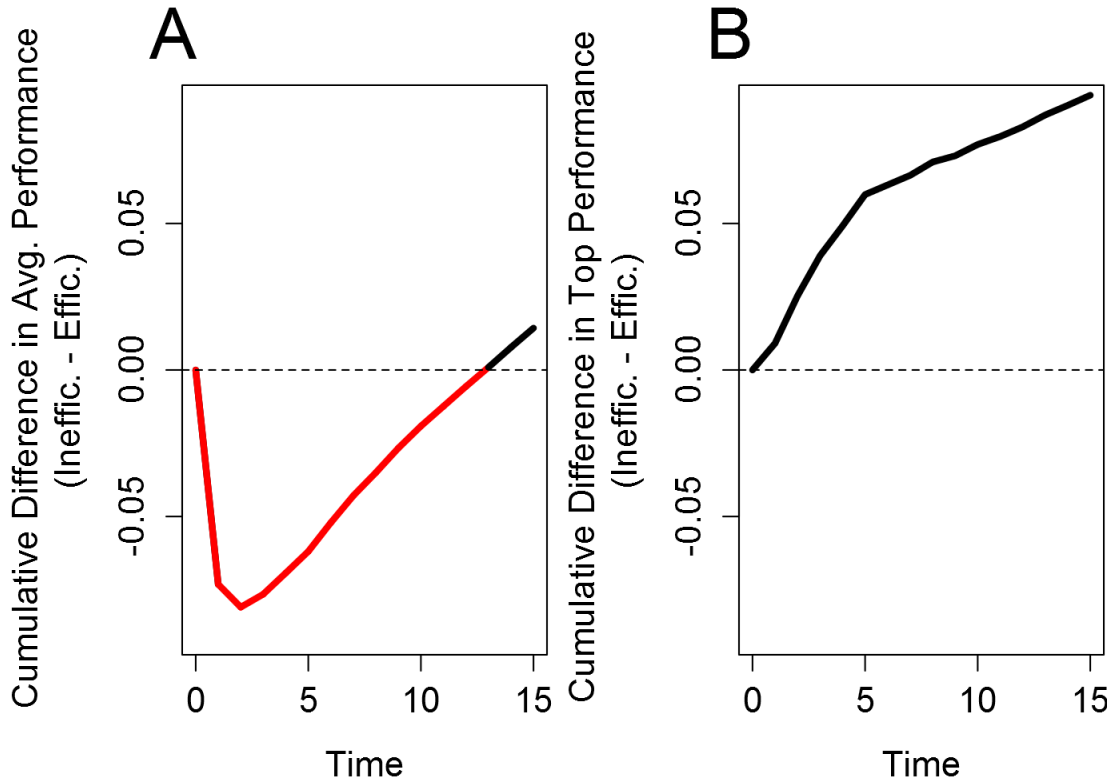 A
Cumulative Difference in Avg. Performance
(Ineffic. - Effic.)
0.05
0.00
-0.05
0
5
10
15
Time
B
Cumulative Difference in Top Performance
(Ineffic. - Effic.)
0.05
0.00
-0.05
0
5
10
15
Time